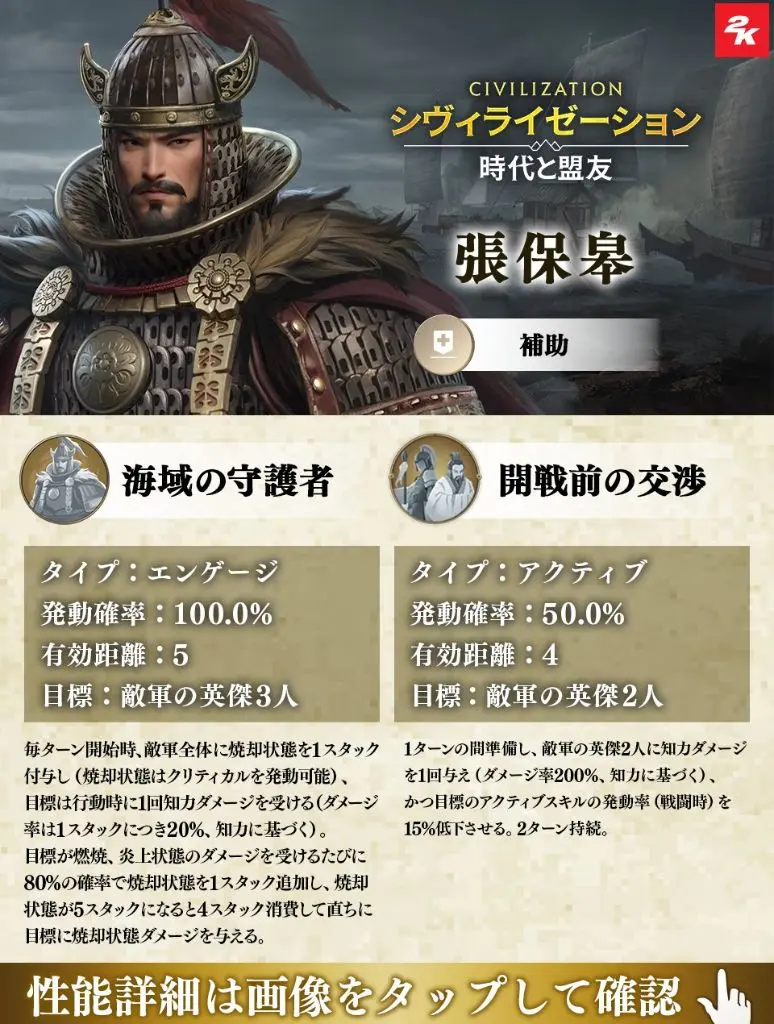 2K
CIVILIZATION
シヴィライゼーション
時代と盟友
張保皋
補助
海域の守護者
タイプ：エンゲージ
発動確率：100.0%
有効距離：5
目標：敵軍の英傑3人
毎ターン開始時、敵軍全体に焼却状態を1スタック
付与し（焼却状態はクリティカルを発動可能）、
目標は行動時に1回知力ダメージを受ける（ダメージ
率は1スタックにつき20%、知力に基づく）。
目標が燃焼、炎上状態のダメージを受けるたびに
80%の確率で焼却状態を1スタック追加し、焼却
状態が5スタックになると4スタック消費して直ちに
目標に焼却状態ダメージを与える。
開戦前の交渉
タイプ：アクティブ
発動確率：50.0%
有効距離：4
目標：敵軍の英傑2人
1ターンの間準備し、敵軍の英傑2人に知力ダメージ
を1回与え（ダメージ率200%、知力に基づく）、
かつ目標のアクティブスキルの発動率（戦闘時）を
15%低下させる。2ターン持続。
性能詳細は画像をタップして確認